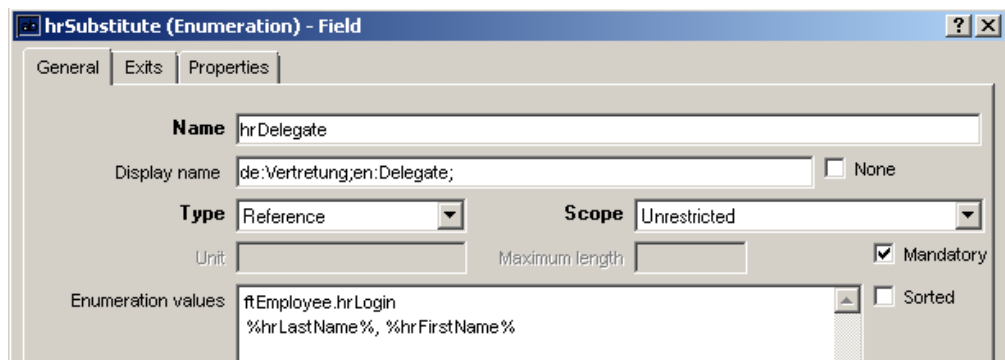 hrSubstitute (Enumeration) - Field
General Exits Properties
Name hrDelegate
Display name de:Vertretung;en:Delegate; None
Type Reference Scope Unrestricted
Unit Maximum length Mandatory
Enumeration values ftEmployee.hrLogin Sorted
%hrLastName%, %hrFirstName%